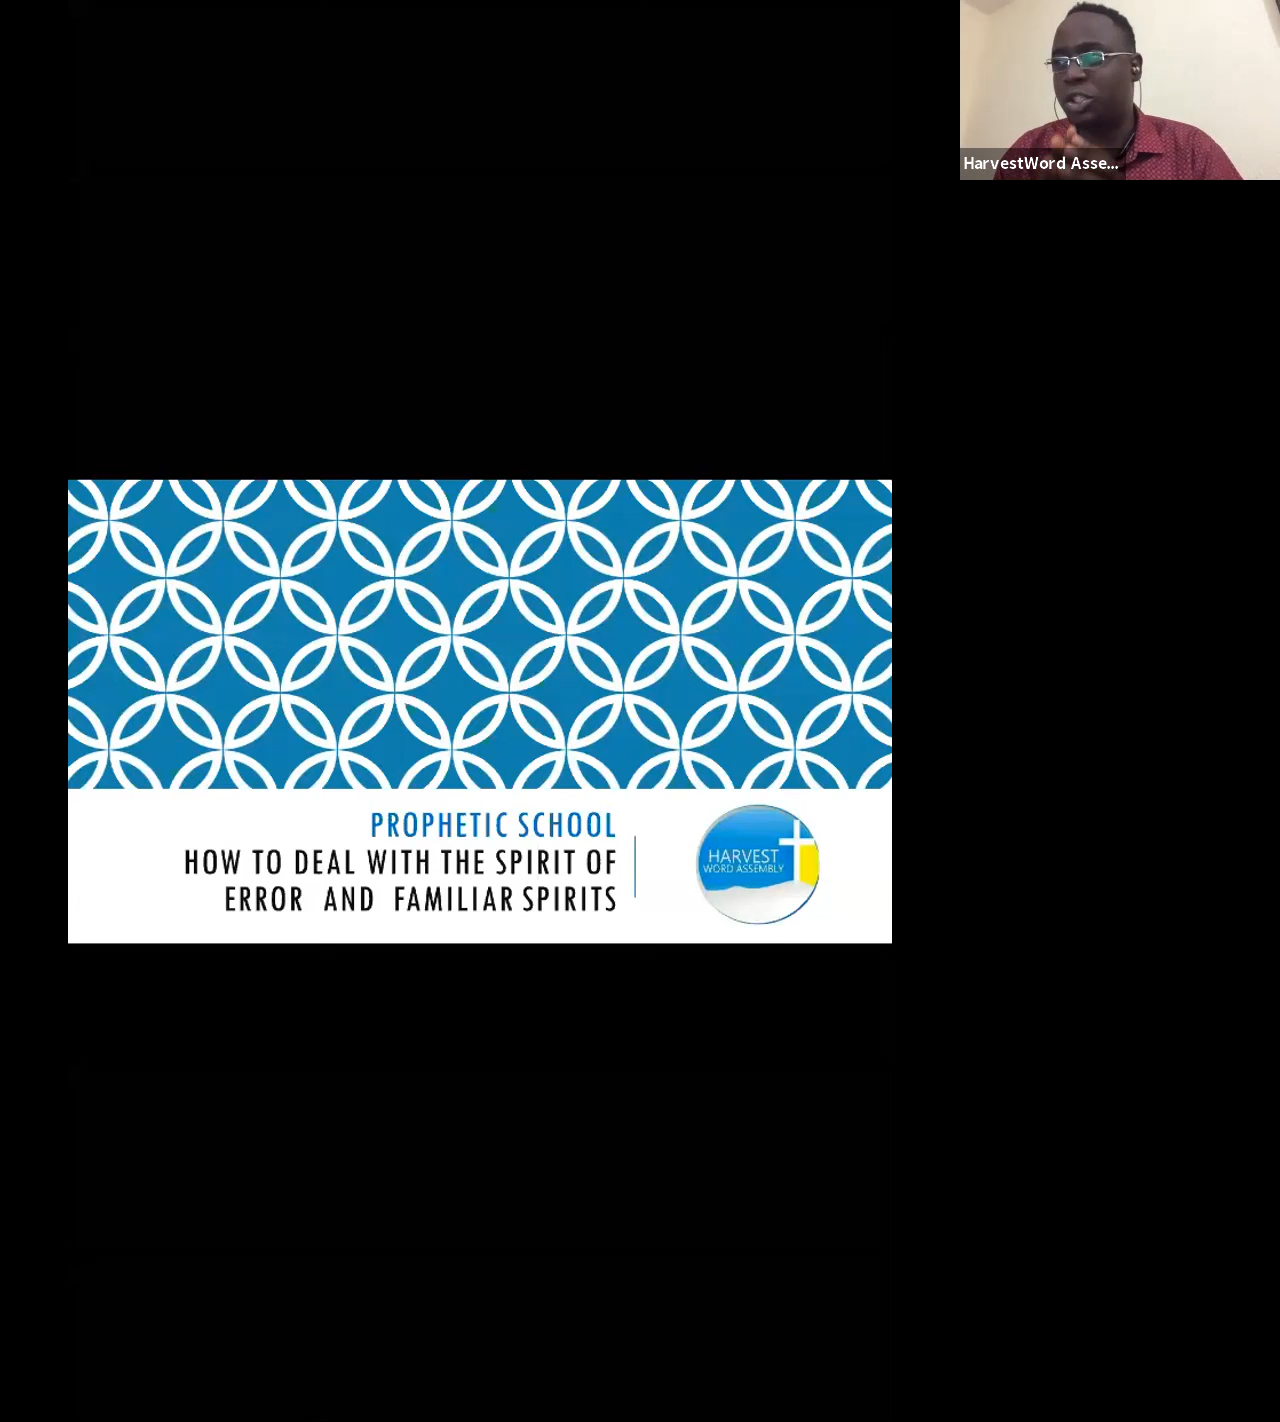 HarvestWord Asse...
PROPHETIC SCHOOL
HOW TO DEAL WITH THE SPIRIT OF
ERROR AND FAMILIAR SPIRITS
HARVEST
WORD ASSEMBLY